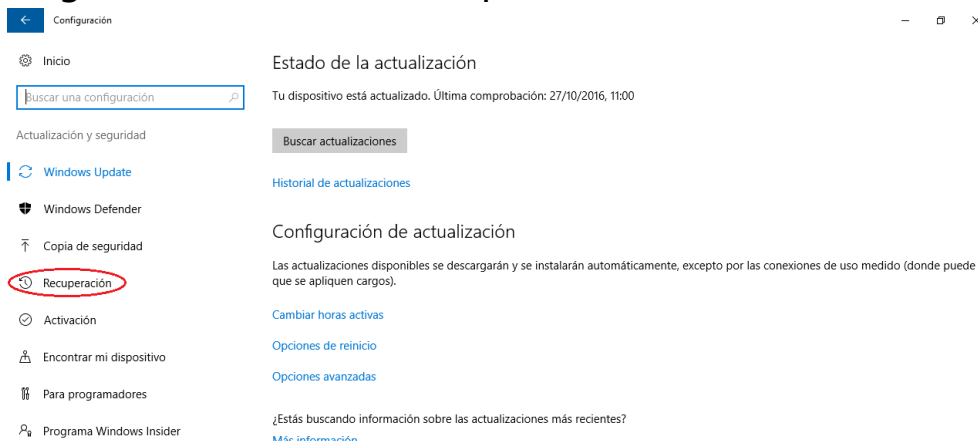 Configuración
Inicio
Buscar una configuración
Actualización y seguridad
Windows Update
Windows Defender
Copia de seguridad
Recuperación
Activación
Encontrar mi dispositivo
Para programadores
Programa Windows Insider
Estado de la actualización
Tu dispositivo está actualizado. Última comprobación: 27/10/2016, 11:00
Buscar actualizaciones
Historial de actualizaciones
Configuración de actualización
Las actualizaciones disponibles se descargarán y se instalarán automáticamente, excepto por las conexiones de uso medido (donde puede
que se apliquen cargos).
Cambiar horas activas
Opciones de reinicio
Opciones avanzadas
¿Estás buscando información sobre las actualizaciones más recientes?
Más información